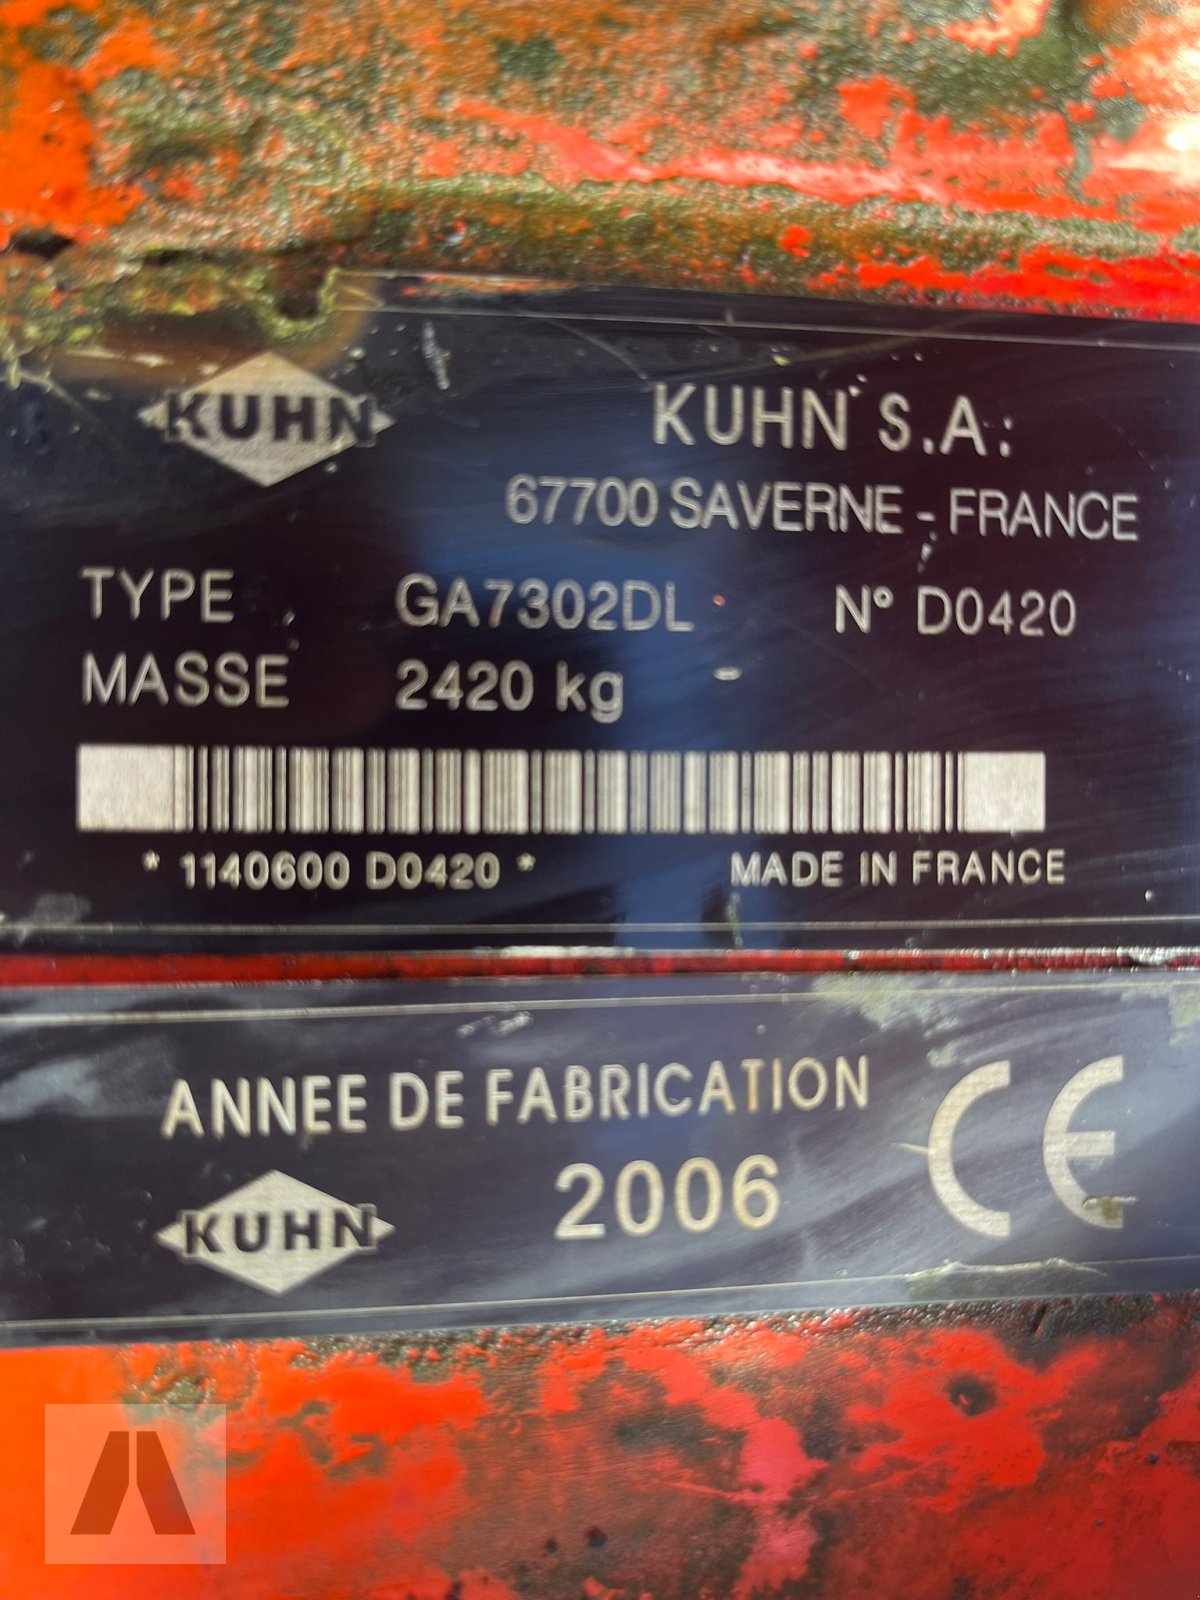 KUHN
KUHN S.A.
67700 SAVERNE - FRANCE
TYPE GA7302DL N° D0420
MASSE 2420 kg
* 1140600 D0420 * MADE IN FRANCE
ANNEE DE FABRICATION
CE
KUHN
2006